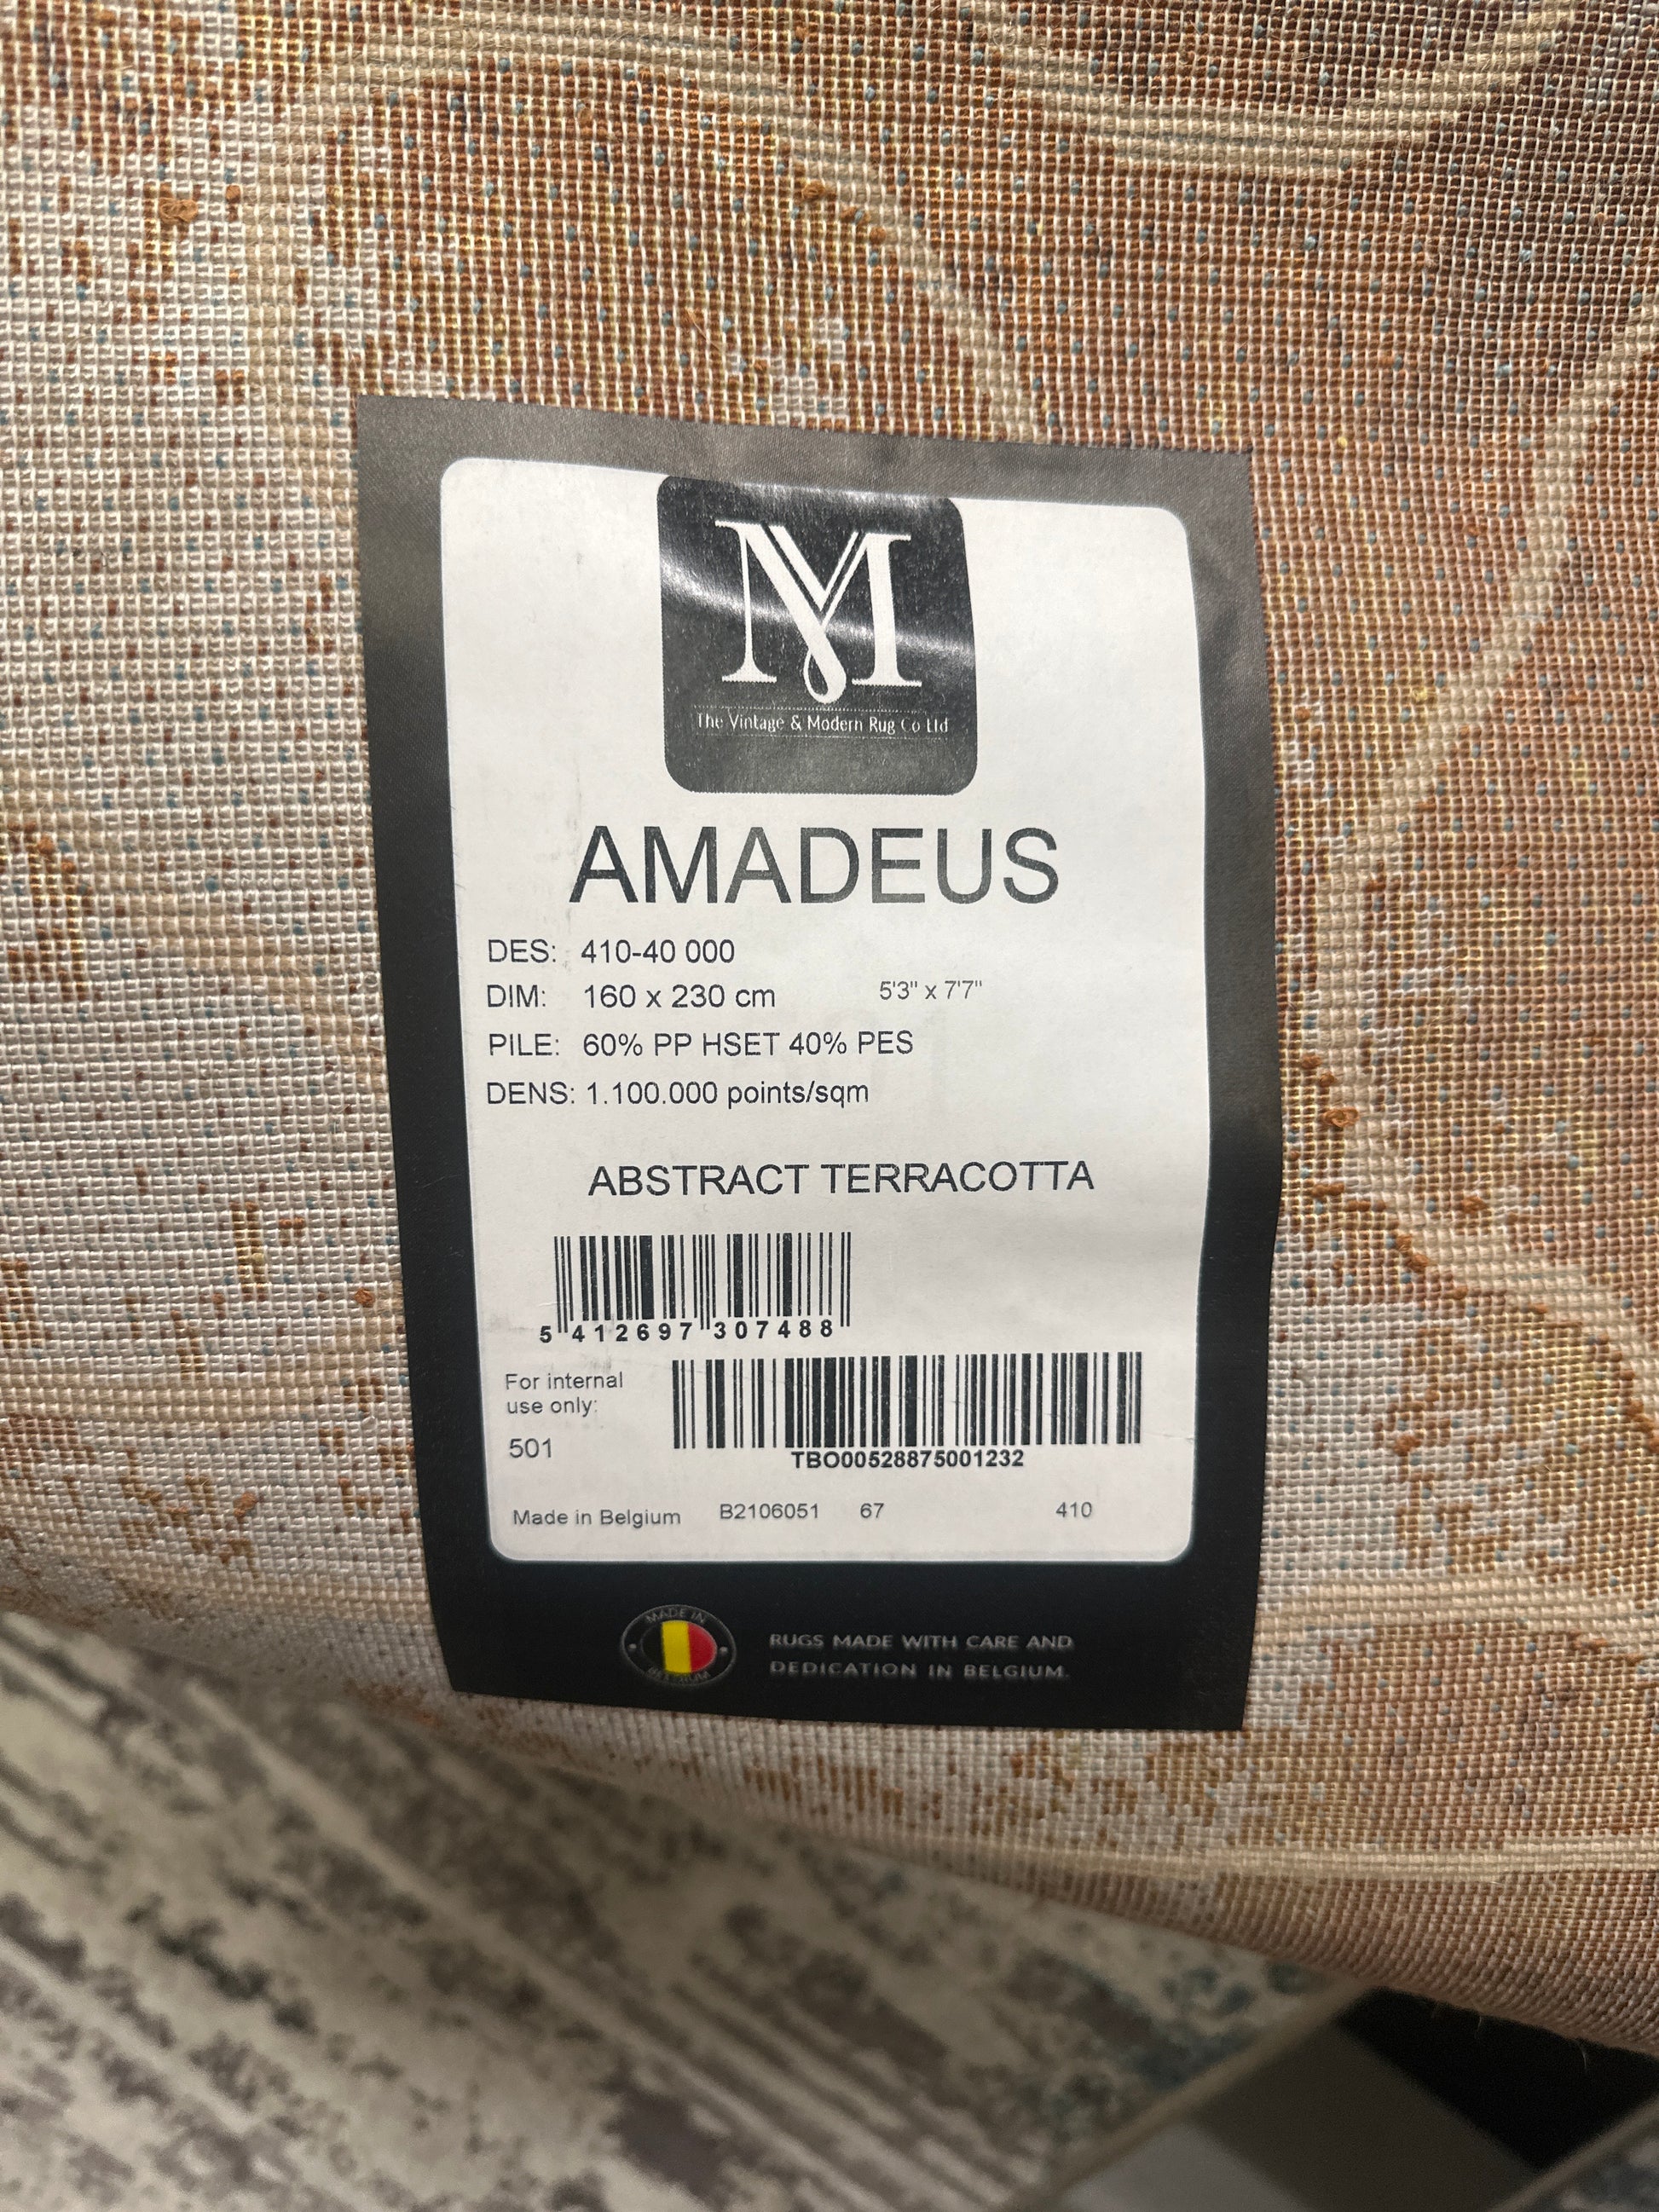 VM
The Vintage & Modern Rug Co Ltd
AMADEUS
DES: 410-40 000
DIM: 160 x 230 cm 5'3" x 7'7"
PILE: 60% PP HSET 40% PES
DENS: 1.100.000 points/sqm
ABSTRACT TERRACOTTA
5 412697 307488
For internal
use only:
501
TBO00528875001232
Made in Belgium B2106051 67 410
MADE IN
BELGIUM
RUGS MADE WITH CARE AND
DEDICATION IN BELGIUM.